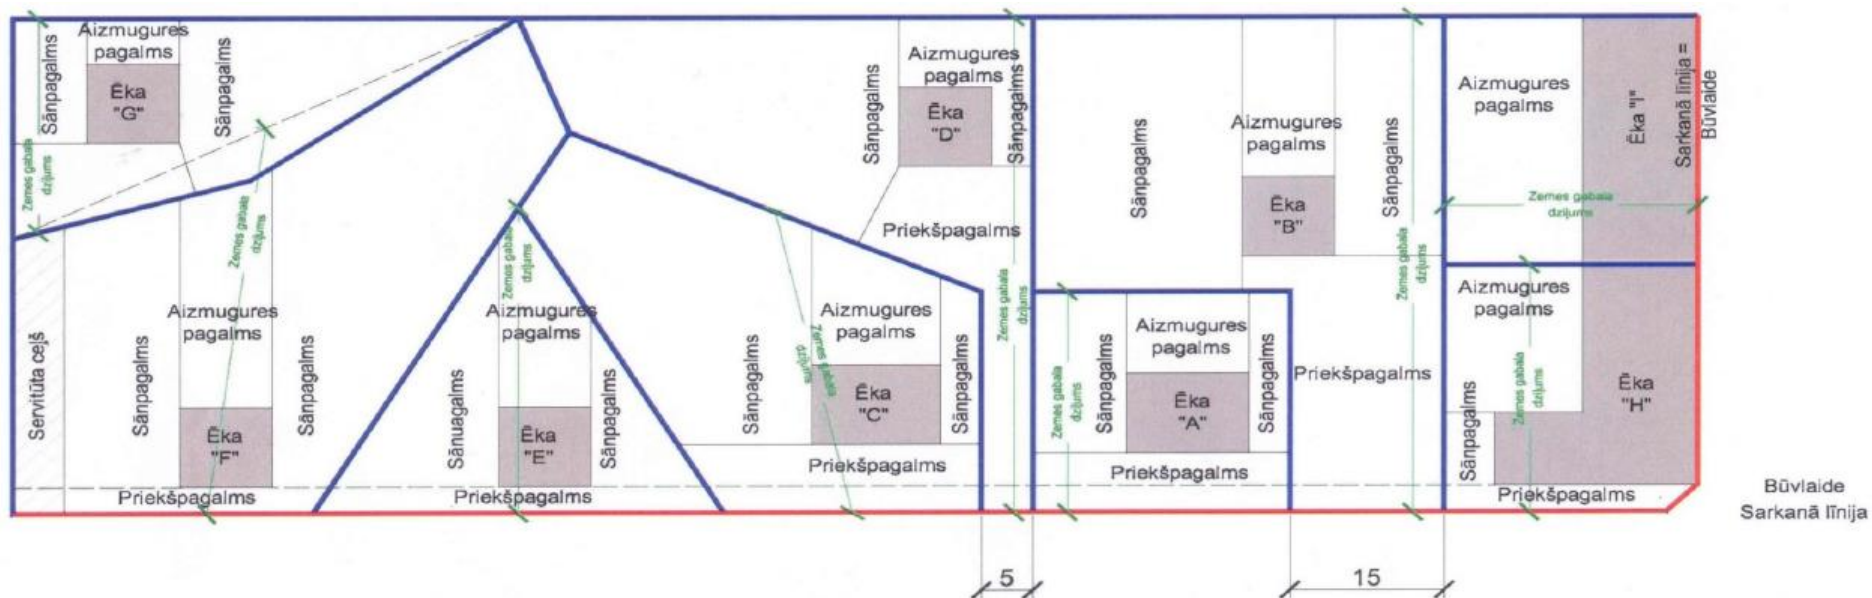 Aizmugures
pagalms
Sānpagalms
Ēka
"G"
Sānpagalms
Zemes gabala
dziļums
Servitūta ceļš
Sānpagalms
Aizmugures
pagalms
Zemes gabala
dziļums
Sānpagalms
Ēka
"F"
Priekšpagalms
Zemes gabala
dziļums
Aizmugures
pagalms
Sānuagalms
Ēka
"E"
Sānpagalms
Priekšpagalms
Aizmugures
pagalms
Sānpagalms
Zemes gabala
dziļums
Ēka
"C"
Sānpagalms
Priekšpagalms
Aizmugures
pagalms
Sānpagalms
Ēka
"D"
Sānpagalms
Priekšpagalms
Zemes gabala
dziļums
Sānpagalms
Aizmugures
pagalms
Ēka
"B"
Sānpagalms
Zemes gabala
dziļums
Priekšpagalms
Zemes gabala
dziļums
Sānpagalms
Aizmugures
pagalms
Ēka
"A"
Sānpagalms
Priekšpagalms
Aizmugures
pagalms
Ēka "I"
Sarkanā līnija =
Būvlaide
Zemes gabala
dziļums
Aizmugures
pagalms
Zemes gabala
dziļums
Sānpagalms
Ēka
"H"
Priekšpagalms
Būvlaide
Sarkanā līnija
5
15